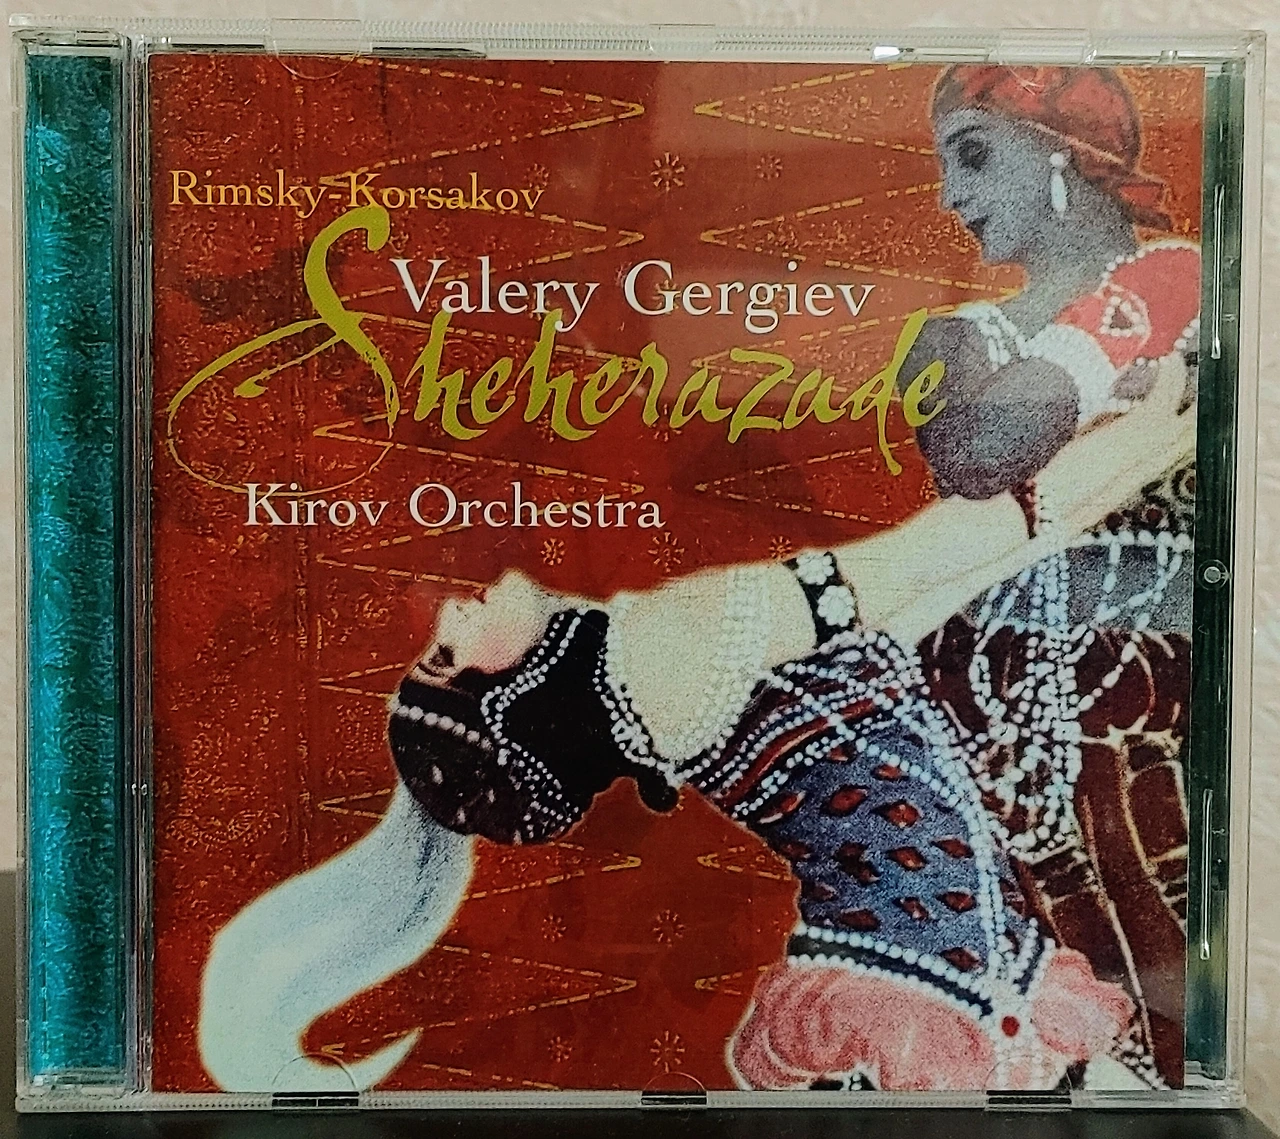 Rimsky-Korsakov
Valery Gergiev
Sheherazade
Kirov Orchestra